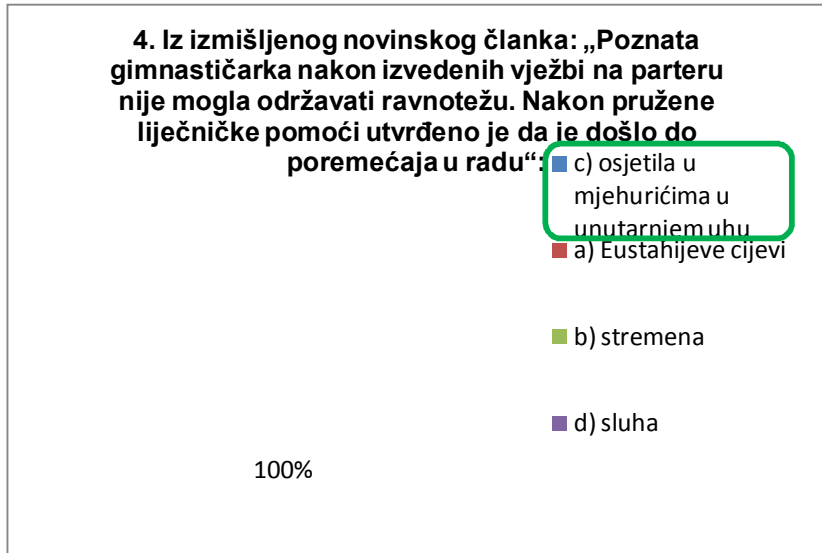 4. Iz izmišljenog novinskog članka: „Poznata
gimnastičarka nakon izvedenih vježbi na parteru
nije mogla održavati ravnotežu. Nakon pružene
liječničke pomoći utvrđeno je da je došlo do
poremećaja u radu“:
c) osjetila u
mjehurićima u
unutarnjem uhu
a) Eustahijeve cijevi
b) stremena
d) sluha
100%